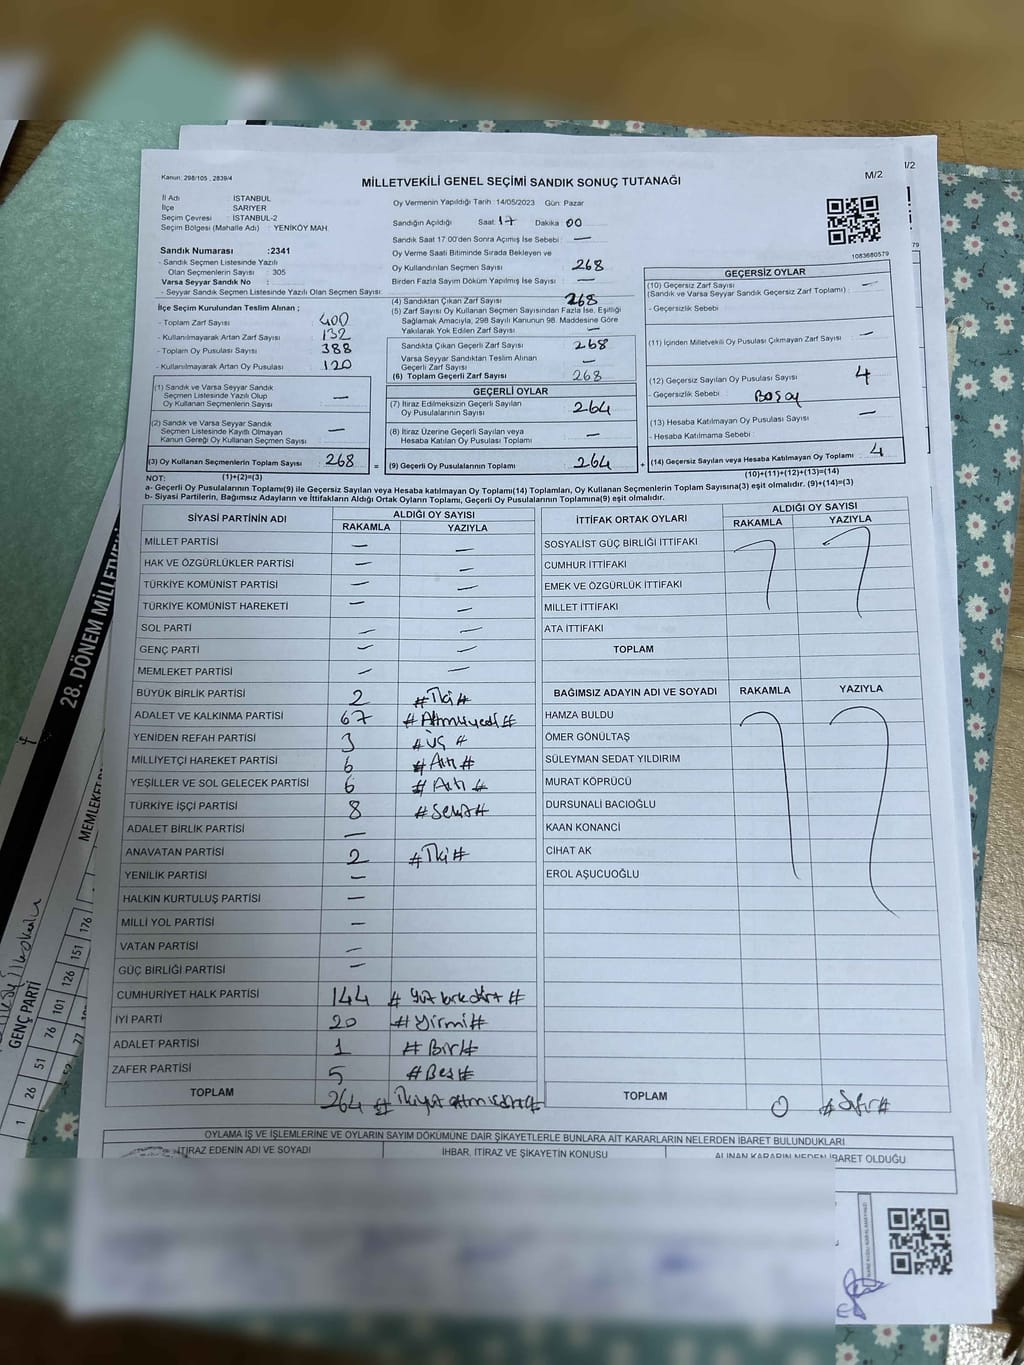 Kanun: 298/105 , 2839/4
MİLLETVEKİLİ GENEL SEÇİMİ SANDIK SONUÇ TUTANAĞI
M/2
İl Adı : İSTANBUL
İlçe : SARIYER
Seçim Çevresi : İSTANBUL-2
Seçim Bölgesi (Mahalle Adı) : YENİKÖY MAH.
Sandık Numarası :2341
- Sandık Seçmen Listesinde Yazılı
Olan Seçmenlerin Sayısı : 305
Varsa Seyyar Sandık No :
- Seyyar Sandık Seçmen Listesinde Yazılı Olan Seçmen Sayısı:
Oy Vermenin Yapıldığı Tarih :14/05/2023 Gün: Pazar
Sandığın Açıldığı Saat: 17 Dakika: 00
Sandık Saat 17.00'den Sonra Açımış İse Sebebi: —
Oy Verme Saati Bitiminde Sırada Bekleyen ve
Oy Kullandırılan Seçmen Sayısı 268
Birden Fazla Sayım Döküm Yapılmış İse Sayısı: —
1083680579
İlçe Seçim Kurulundan Teslim Alınan ;
- Toplam Zarf Sayısı : 400
- Kullanılmayarak Artan Zarf Sayısı : 132
- Toplam Oy Pusulası Sayısı : 388
- Kullanılmayarak Artan Oy Pusulası : 120
(1) Sandık ve Varsa Seyyar Sandık
Seçmen Listesinde Yazılı Olup
Oy Kullanan Seçmenlerin Sayısı —
(2) Sandık ve Varsa Seyyar Sandık
Seçmen Listesinde Kayıtlı Olmayan
Kanun Gereği Oy Kullanan Seçmen Sayısı —
(3) Oy Kullanan Seçmenlerin Toplam Sayısı 268
(1)+(2)=(3)
(4) Sandıktan Çıkan Zarf Sayısı 268
(5) Zarf Sayısı Oy Kullanan Seçmen Sayısından Fazla İse, Eşitliği
Sağlamak Amacıyla, 298 Sayılı Kanunun 98. Maddesine Göre
Yakılarak Yok Edilen Zarf Sayısı —
Sandıkta Çıkan Geçerli Zarf Sayısı 268
Varsa Seyyar Sandıktan Teslim Alınan
Geçerli Zarf Sayısı —
(6) Toplam Geçerli Zarf Sayısı 268
GEÇERLİ OYLAR
(7) İtiraz Edilmeksizin Geçerli Sayılan
Oy Pusulalarının Sayısı 264
(8) İtiraz Üzerine Geçerli Sayılan veya
Hesaba Katılan Oy Pusulası Toplamı —
= (9) Geçerli Oy Pusulalarının Toplamı 264
GEÇERSİZ OYLAR
(10) Geçersiz Zarf Sayısı
(Sandık ve Varsa Seyyar Sandık Geçersiz Zarf Toplamı) : —
- Geçersizlik Sebebi :
(11) İçinden Milletvekili Oy Pusulası Çıkmayan Zarf Sayısı : —
(12) Geçersiz Sayılan Oy Pusulası Sayısı : 4
- Geçersizlik Sebebi :
(13) Hesaba Katılmayan Oy Pusulası Sayısı : —
- Hesaba Katılmama Sebebi :
+ (14) Geçersiz Sayılan veya Hesaba Katılmayan Oy Toplamı 4
(10)+(11)+(12)+(13)=(14)
NOT:
a- Geçerli Oy Pusulalarının Toplamı(9) ile Geçersiz Sayılan veya Hesaba katılmayan Oy Toplamı(14) Toplamları, Oy Kullanan Seçmenlerin Toplam Sayısına(3) eşit olmalıdır. (9)+(14)=(3)
b- Siyasi Partilerin, Bağımsız Adayların ve İttifakların Aldığı Ortak Oyların Toplamı, Geçerli Oy Pusulalarının Toplamına(9) eşit olmalıdır.
SİYASİ PARTİNİN ADI ALDIĞI OY SAYISI
RAKAMLA YAZIYLA
MİLLET PARTİSİ — —
HAK VE ÖZGÜRLÜKLER PARTİSİ — —
TÜRKİYE KOMÜNİST PARTİSİ — —
TÜRKİYE KOMÜNİST HAREKETİ — —
SOL PARTİ — —
GENÇ PARTİ — —
MEMLEKET PARTİSİ — —
BÜYÜK BİRLİK PARTİSİ 2 #İki#
ADALET VE KALKINMA PARTİSİ 67 #Atmışyedi#
YENİDEN REFAH PARTİSİ 3 #üç#
MİLLİYETÇİ HAREKET PARTİSİ 6 #Altı#
YEŞİLLER VE SOL GELECEK PARTİSİ 6 #Altı#
TÜRKİYE İŞÇİ PARTİSİ 8 #Sekiz#
ADALET BİRLİK PARTİSİ —
ANAVATAN PARTİSİ 2 #İki#
YENİLİK PARTİSİ —
HALKIN KURTULUŞ PARTİSİ —
MİLLİ YOL PARTİSİ —
VATAN PARTİSİ —
GÜÇ BİRLİĞİ PARTİSİ —
CUMHURİYET HALK PARTİSİ 144 #Yüz kırk dört#
İYİ PARTİ 20 #Yirmi#
ADALET PARTİSİ 1 #Bir#
ZAFER PARTİSİ 5 #Beş#
TOPLAM 264 #İkiyüz atmışdört#
İTTİFAK ORTAK OYLARI ALDIĞI OY SAYISI
RAKAMLA YAZIYLA
SOSYALİST GÜÇ BİRLİĞİ İTTİFAKI
CUMHUR İTTİFAKI
EMEK VE ÖZGÜRLÜK İTTİFAKI
MİLLET İTTİFAKI
ATA İTTİFAKI
TOPLAM
BAĞIMSIZ ADAYIN ADI VE SOYADI RAKAMLA YAZIYLA
HAMZA BULDU
ÖMER GÖNÜLTAŞ
SÜLEYMAN SEDAT YILDIRIM
MURAT KÖPRÜCÜ
DURSUNALİ BACIOĞLU
KAAN KONANCİ
CİHAT AK
EROL AŞUCUOĞLU
TOPLAM 0 #Sıfır#
OYLAMA İŞ VE İŞLEMLERİNE VE OYLARIN SAYIM DÖKÜMÜNE DAİR ŞİKAYETLERLE BUNLARA AİT KARARLARIN NELERDEN İBARET BULUNDUKLARI
İTİRAZ EDENİN ADI VE SOYADI İHBAR, İTİRAZ VE ŞİKAYETİN KONUSU ALINAN KARARIN NEDEN İBARET OLDUĞU
28. DÖNEM MİLLETVEKİ
GENÇ PARTİ
1 26 51 76 101 126 151 176